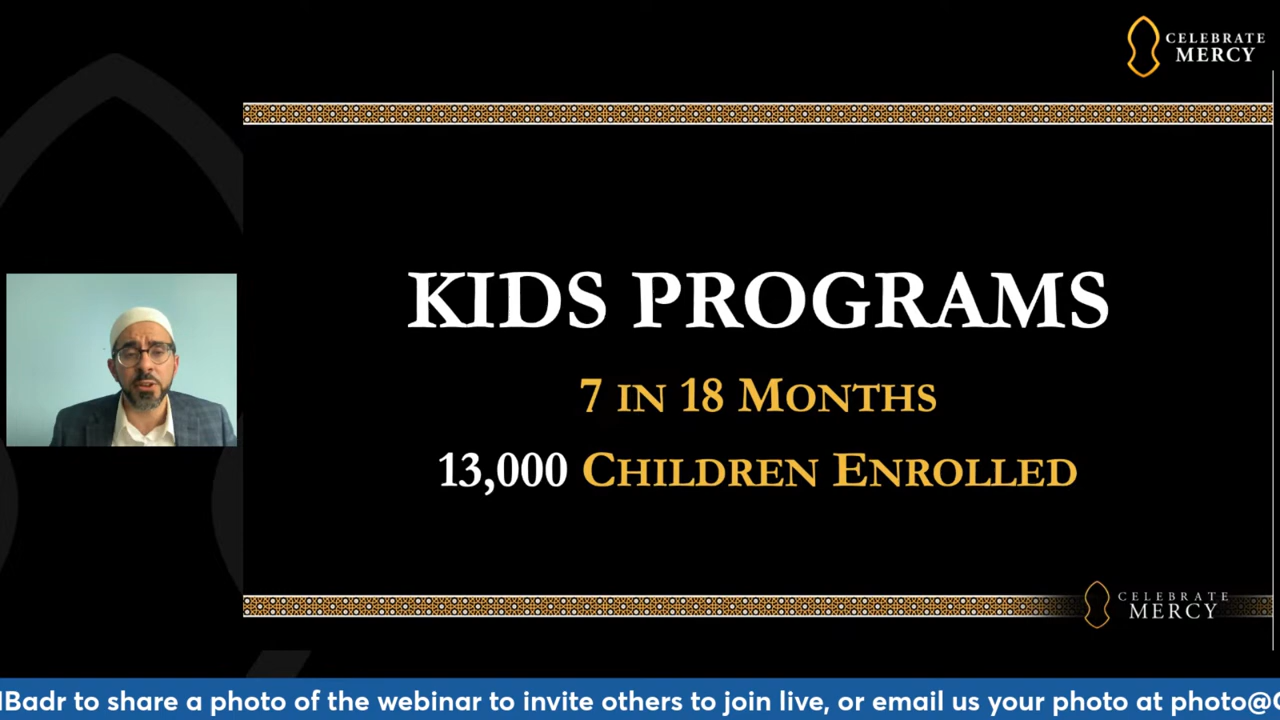 CELEBRATE
MERCY
KIDS PROGRAMS
7 IN 18 MONTHS
13,000 CHILDREN ENROLLED
CELEBRATE
MERCY
Badr to share a photo of the webinar to invite others to join live, or email us your photo at photo@